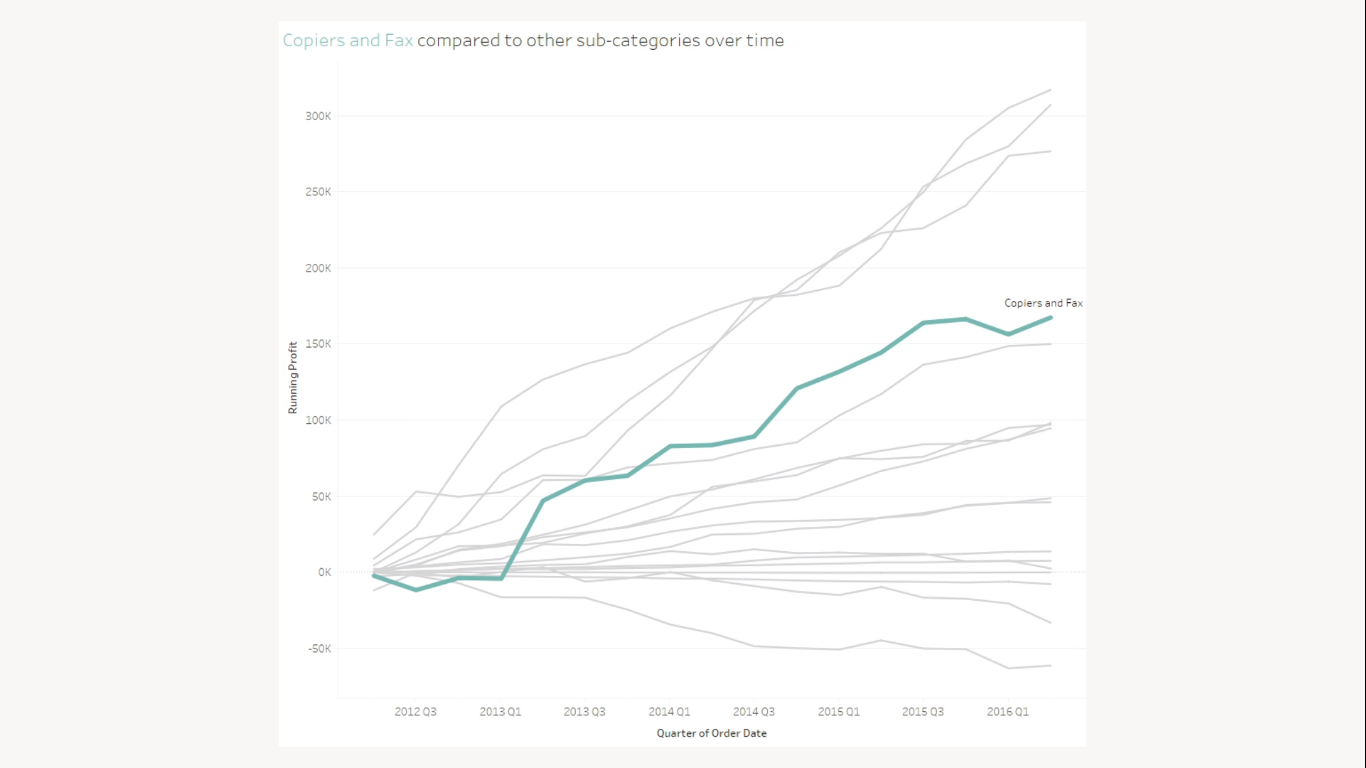 Copiers and Fax compared to other sub-categories over time
300K
250K
200K
Copiers and Fax
150K
Running Profit
100K
50K
0K
-50K
2012 Q3 2013 Q1 2013 Q3 2014 Q1 2014 Q3 2015 Q1 2015 Q3 2016 Q1
Quarter of Order Date